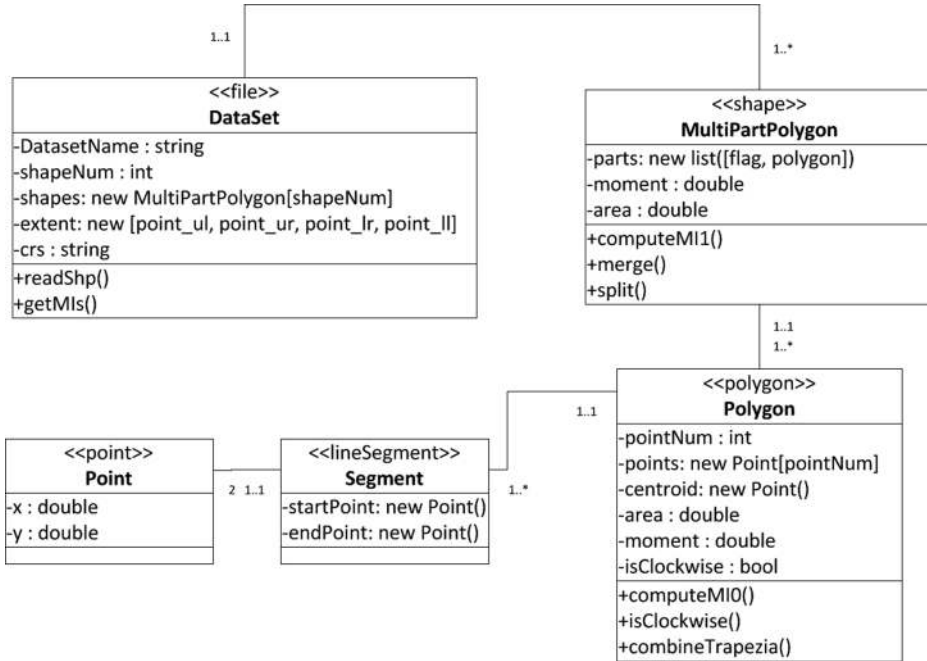 1..1
1..*
<<file>>
DataSet
-DatasetName : string
-shapeNum : int
-shapes: new MultiPartPolygon[shapeNum]
-extent: new [point_ul, point_ur, point_lr, point_ll]
-crs : string
+readShp()
+getMIs()
<<shape>>
MultiPartPolygon
-parts: new list([flag, polygon])
-moment : double
-area : double
+computeMI1()
+merge()
+split()
1..1
1..*
<<polygon>>
Polygon
-pointNum : int
-points: new Point[pointNum]
-centroid: new Point()
-area : double
-moment : double
-isClockwise : bool
+computeMI0()
+isClockwise()
+combineTrapezia()
1..1
1..*
<<lineSegment>>
Segment
-startPoint: new Point()
-endPoint: new Point()
2 1..1
<<point>>
Point
-x : double
-y : double